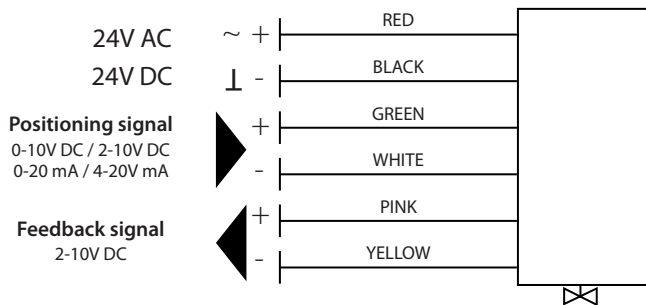 24V AC ~ + RED
24V DC ⊥ - BLACK
Positioning signal
0-10V DC / 2-10V DC
0-20 mA / 4-20V mA
+ GREEN
- WHITE
Feedback signal
2-10V DC
+ PINK
- YELLOW